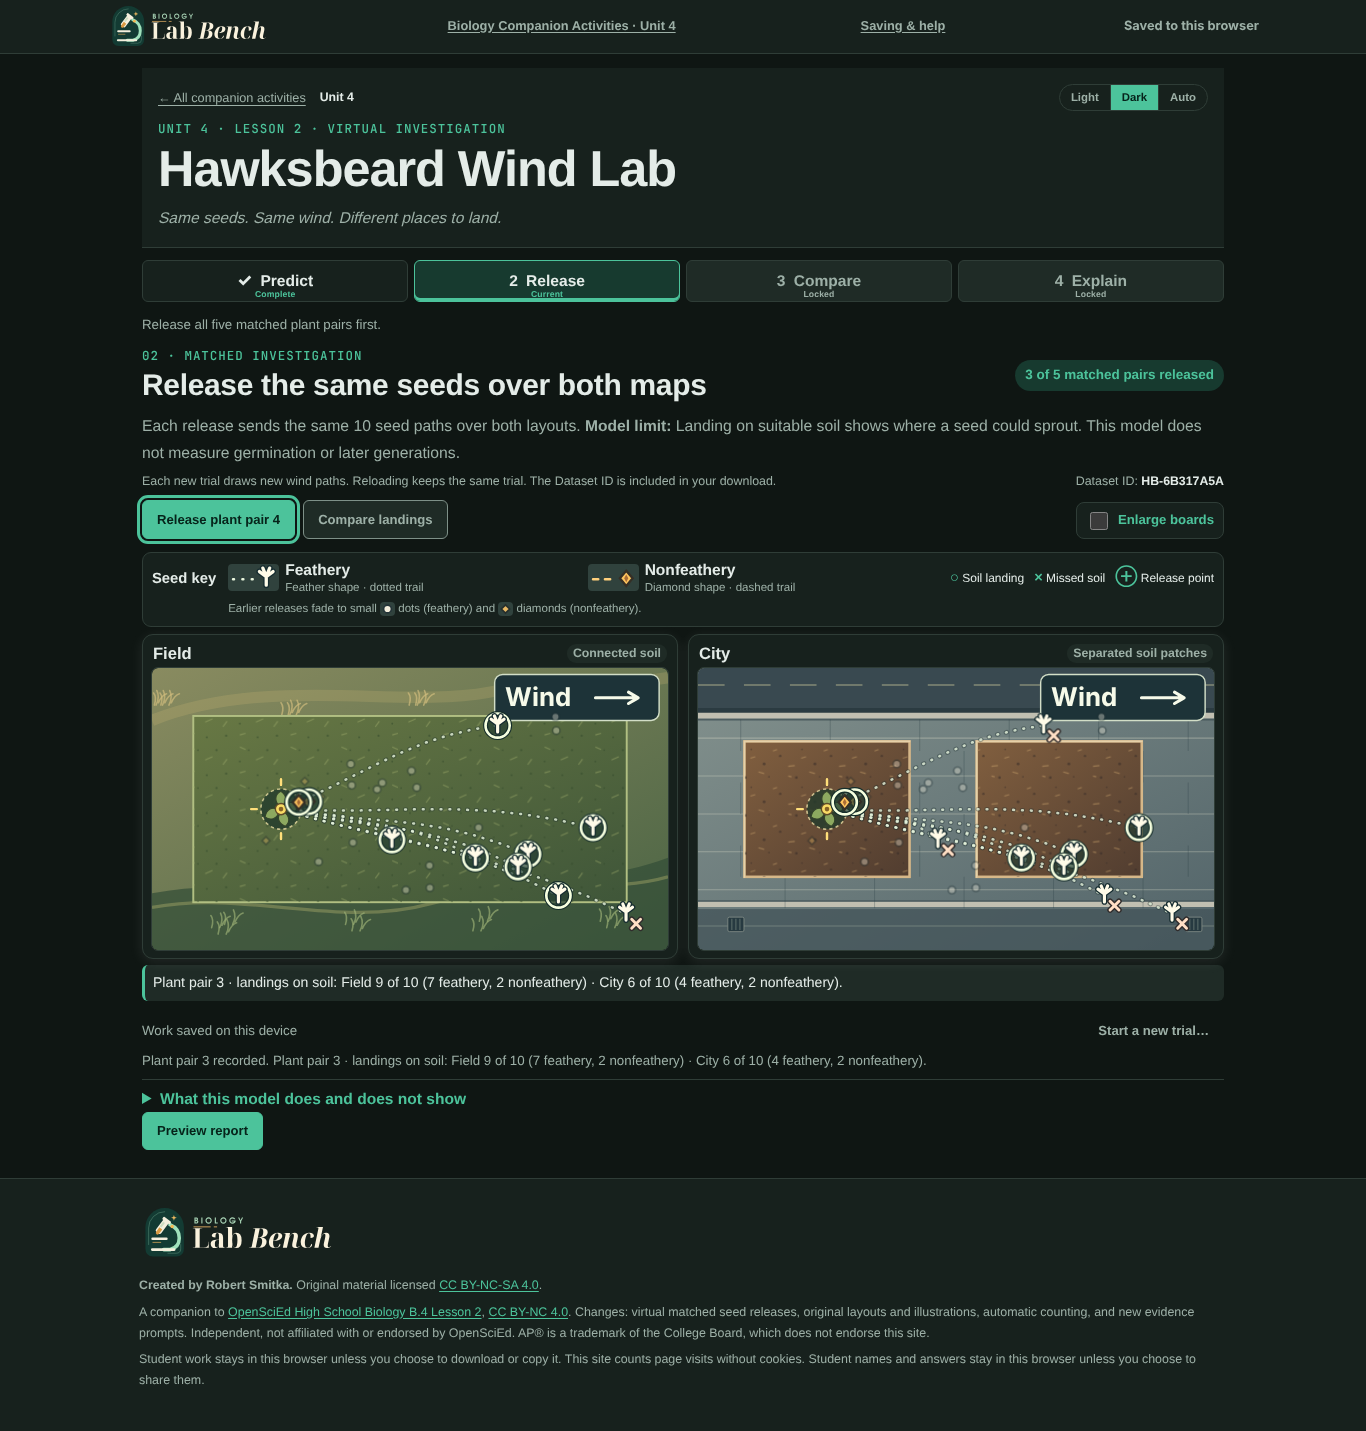 BIOLOGY
Lab Bench
Biology Companion Activities · Unit 4
Saving & help
Saved to this browser
← All companion activities
Unit 4
Light
Dark
Auto
UNIT 4 · LESSON 2 · VIRTUAL INVESTIGATION
Hawksbeard Wind Lab
Same seeds. Same wind. Different places to land.
Predict
Complete
2 Release
Current
3 Compare
Locked
4 Explain
Locked
Release all five matched plant pairs first.
02 · MATCHED INVESTIGATION
Release the same seeds over both maps
3 of 5 matched pairs released
Each release sends the same 10 seed paths over both layouts. Model limit: Landing on suitable soil shows where a seed could sprout. This model does
not measure germination or later generations.
Each new trial draws new wind paths. Reloading keeps the same trial. The Dataset ID is included in your download.
Dataset ID: HB-6B317A5A
Release plant pair 4
Compare landings
Enlarge boards
Seed key
Feathery
Feather shape · dotted trail
Nonfeathery
Diamond shape · dashed trail
Soil landing
Missed soil
Release point
Earlier releases fade to small dots (feathery) and diamonds (nonfeathery).
Field
Connected soil
Wind
City
Separated soil patches
Wind
Plant pair 3 · landings on soil: Field 9 of 10 (7 feathery, 2 nonfeathery) · City 6 of 10 (4 feathery, 2 nonfeathery).
Work saved on this device
Start a new trial…
Plant pair 3 recorded. Plant pair 3 · landings on soil: Field 9 of 10 (7 feathery, 2 nonfeathery) · City 6 of 10 (4 feathery, 2 nonfeathery).
What this model does and does not show
Preview report
BIOLOGY
Lab Bench
Created by Robert Smitka. Original material licensed CC BY-NC-SA 4.0.
A companion to OpenSciEd High School Biology B.4 Lesson 2, CC BY-NC 4.0. Changes: virtual matched seed releases, original layouts and illustrations, automatic counting, and new evidence
prompts. Independent, not affiliated with or endorsed by OpenSciEd. AP® is a trademark of the College Board, which does not endorse this site.
Student work stays in this browser unless you choose to download or copy it. This site counts page visits without cookies. Student names and answers stay in this browser unless you choose to
share them.